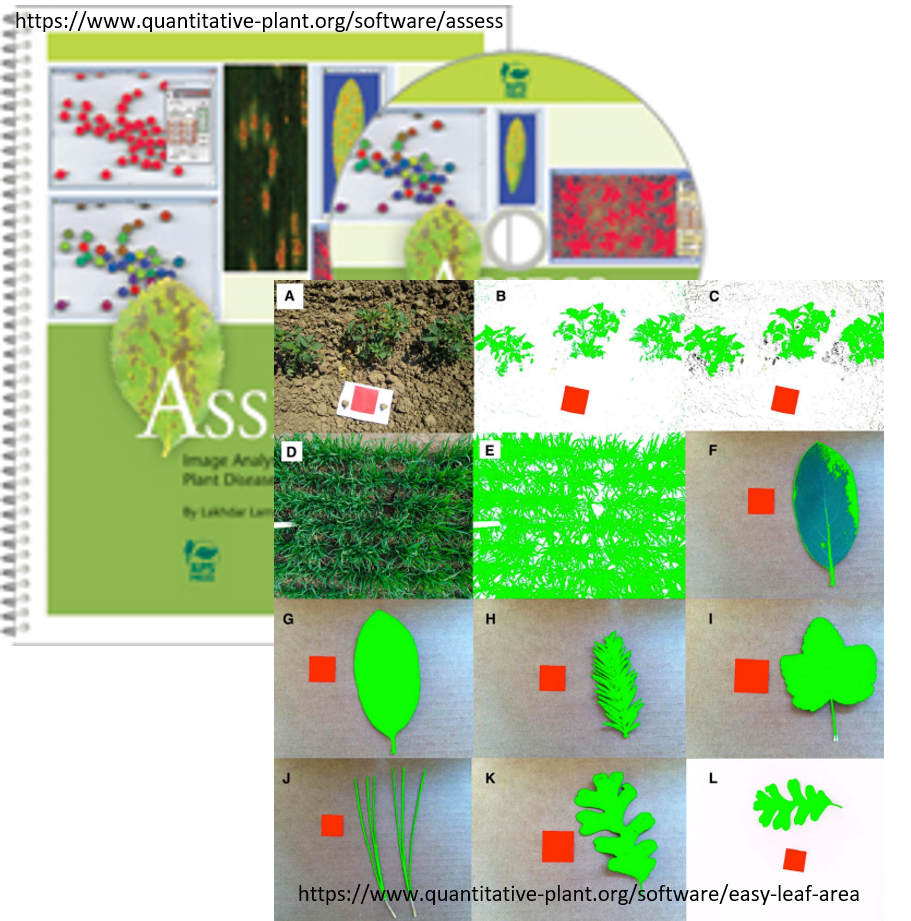 https://www.quantitative-plant.org/software/assess
APS
PRESS
A
ASS
Image Analy
Plant Disease
By Lakhdar Lam
APS
PRESS
A
B
C
D
E
F
G
H
I
J
K
L
https://www.quantitative-plant.org/software/easy-leaf-area